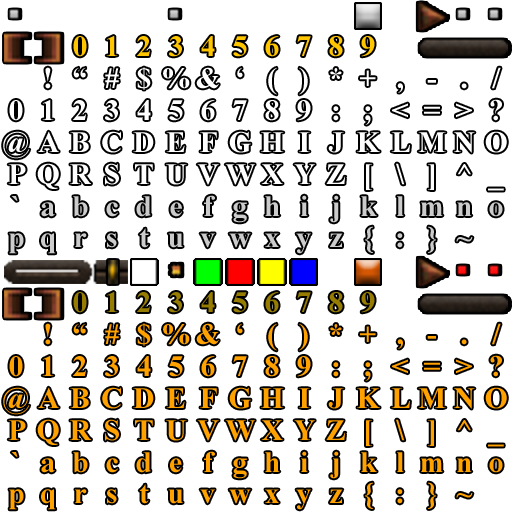 0 1 2 3 4 5 6 7 8 9
! “ # $ % & ‘ ( ) * + , - . /
0 1 2 3 4 5 6 7 8 9 : ; < = > ?
@ A B C D E F G H I J K L M N O
P Q R S T U V W X Y Z [ \ ] ^ _
` a b c d e f g h i j k l m n o
p q r s t u v w x y z { : } ~
0 1 2 3 4 5 6 7 8 9
! “ # $ % & ‘ ( ) * + , - . /
0 1 2 3 4 5 6 7 8 9 : ; < = > ?
@ A B C D E F G H I J K L M N O
P Q R S T U V W X Y Z [ \ ] ^ _
` a b c d e f g h i j k l m n o
p q r s t u v w x y z { : } ~